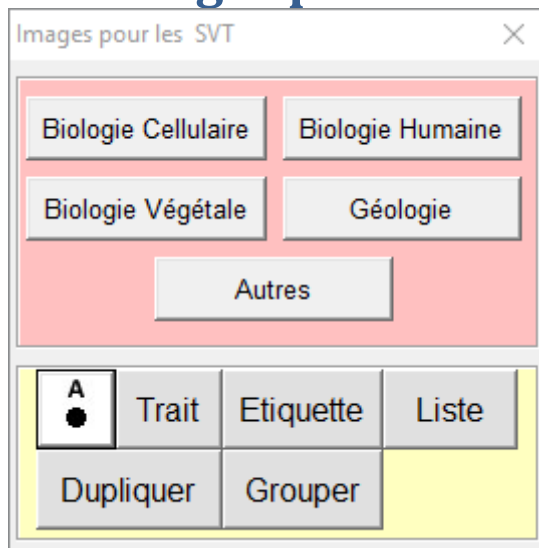 Images pour les SVT
Biologie Cellulaire Biologie Humaine
Biologie Végétale Géologie
Autres
A
Trait Etiquette Liste
Dupliquer Grouper